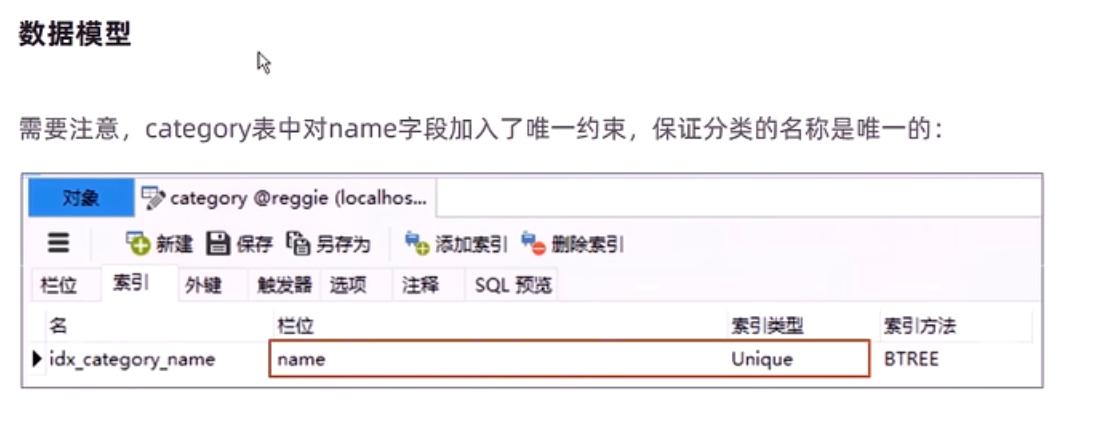 数据模型
需要注意，category表中对name字段加入了唯一约束，保证分类的名称是唯一的：
对象 category @reggie (localhos...
新建 保存 另存为 添加索引 删除索引
栏位 索引 外键 触发器 选项 注释 SQL 预览
名 栏位 索引类型 索引方法
idx_category_name name Unique BTREE